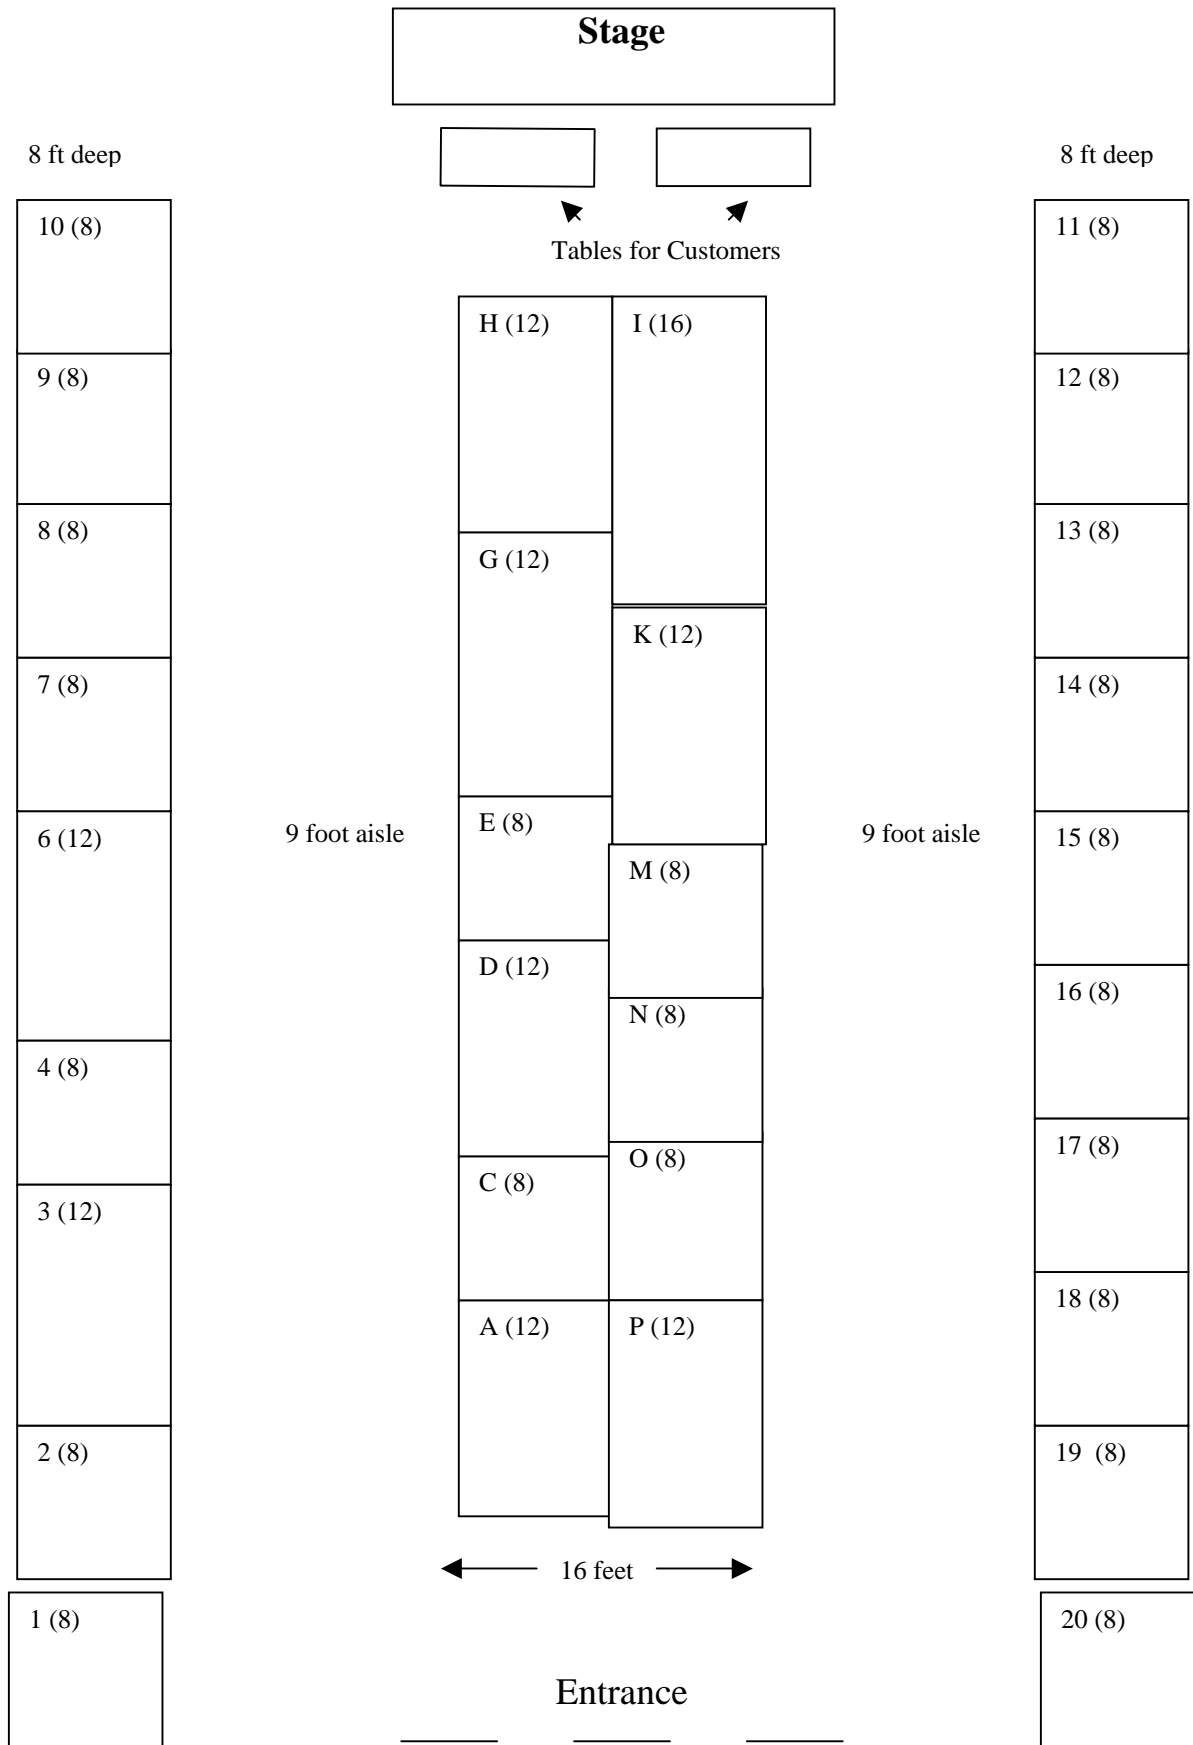 Stage
8 ft deep
8 ft deep
Tables for Customers
10 (8)
9 (8)
8 (8)
7 (8)
6 (12)
4 (8)
3 (12)
2 (8)
1 (8)
9 foot aisle
H (12)
G (12)
E (8)
D (12)
C (8)
A (12)
I (16)
K (12)
M (8)
N (8)
O (8)
P (12)
16 feet
9 foot aisle
11 (8)
12 (8)
13 (8)
14 (8)
15 (8)
16 (8)
17 (8)
18 (8)
19 (8)
20 (8)
Entrance